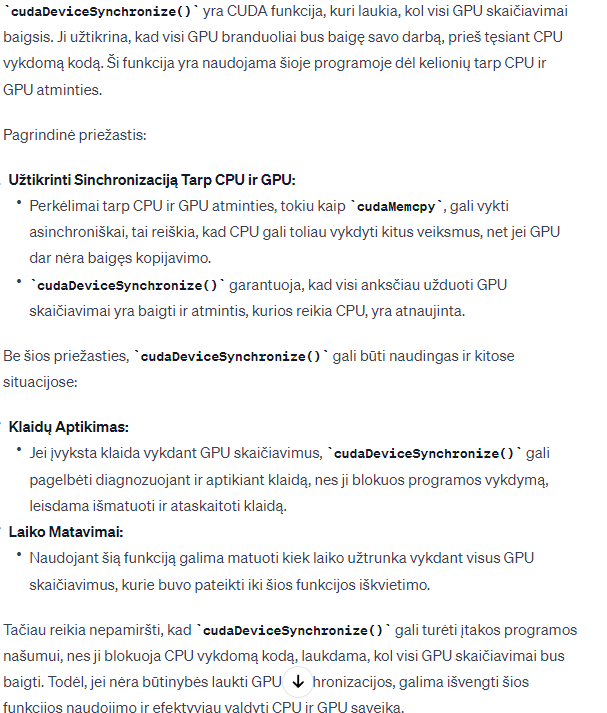 `cudaDeviceSynchronize()` yra CUDA funkcija, kuri laukia, kol visi GPU skaičiavimai
baigsis. Ji užtikrina, kad visi GPU branduoliai bus baigę savo darbą, prieš tęsiant CPU
vykdomą kodą. Ši funkcija yra naudojama šioje programoje dėl kelionių tarp CPU ir
GPU atminties.
Pagrindinė priežastis:
Užtikrinti Sinchronizaciją Tarp CPU ir GPU:
• Perkėlimai tarp CPU ir GPU atminties, tokiu kaip `cudaMemcpy`, gali vykti
asinchroniškai, tai reiškia, kad CPU gali toliau vykdyti kitus veiksmus, net jei GPU
dar nėra baigęs kopijavimo.
• `cudaDeviceSynchronize()` garantuoja, kad visi anksčiau užduoti GPU
skaičiavimai yra baigti ir atmintis, kurios reikia CPU, yra atnaujinta.
Be šios priežasties, `cudaDeviceSynchronize()` gali būti naudingas ir kitose
situacijose:
Klaidų Aptikimas:
• Jei įvyksta klaida vykdant GPU skaičiavimus, `cudaDeviceSynchronize()` gali
pagelbėti diagnozuojant ir aptikiant klaidą, nes ji blokuos programos vykdymą,
leisdama išmatuoti ir ataskaitoti klaidą.
Laiko Matavimai:
• Naudojant šią funkciją galima matuoti kiek laiko užtrunka vykdant visus GPU
skaičiavimus, kurie buvo pateikti iki šios funkcijos iškvietimo.
Tačiau reikia nepamiršti, kad `cudaDeviceSynchronize()` gali turėti įtakos programos
našumui, nes ji blokuoja CPU vykdomą kodą, laukdama, kol visi GPU skaičiavimai bus
baigti. Todėl, jei nėra būtinybės laukti GPU hronizacijos, galima išvengti šios
funkcijos naudojimo ir efektyviau valdyti CPU ir GPU sąveiką.